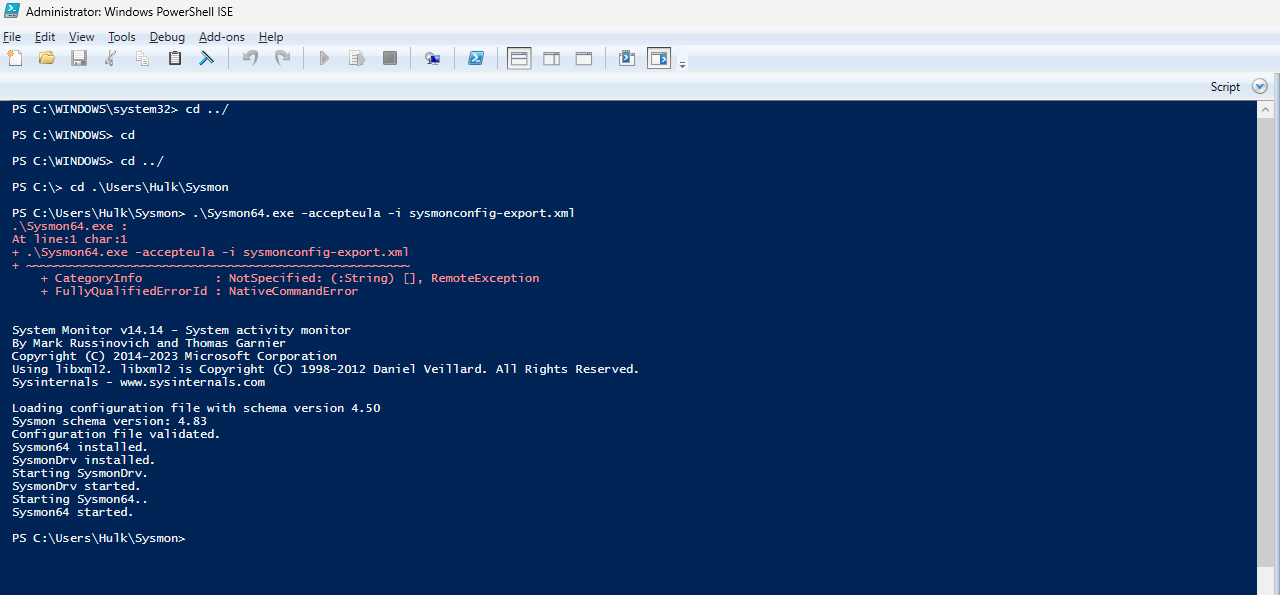 Administrator: Windows PowerShell ISE
File Edit View Tools Debug Add-ons Help
Script
PS C:\WINDOWS\system32> cd ../
PS C:\WINDOWS> cd
PS C:\WINDOWS> cd ../
PS C:\> cd .\Users\Hulk\Sysmon
PS C:\Users\Hulk\Sysmon> .\Sysmon64.exe -accepteula -i sysmonconfig-export.xml
.\Sysmon64.exe :
At line:1 char:1
+ .\Sysmon64.exe -accepteula -i sysmonconfig-export.xml
+ ~~~~~~~~~~~~~~~~~~~~~~~~~~~~~~~~~~~~~~~~~~~~~~~~~~~~~
    + CategoryInfo          : NotSpecified: (:String) [], RemoteException
    + FullyQualifiedErrorId : NativeCommandError
System Monitor v14.14 - System activity monitor
By Mark Russinovich and Thomas Garnier
Copyright (C) 2014-2023 Microsoft Corporation
Using libxml2. libxml2 is Copyright (C) 1998-2012 Daniel Veillard. All Rights Reserved.
Sysinternals - www.sysinternals.com
Loading configuration file with schema version 4.50
Sysmon schema version: 4.83
Configuration file validated.
Sysmon64 installed.
SysmonDrv installed.
Starting SysmonDrv.
SysmonDrv started.
Starting Sysmon64..
Sysmon64 started.
PS C:\Users\Hulk\Sysmon>